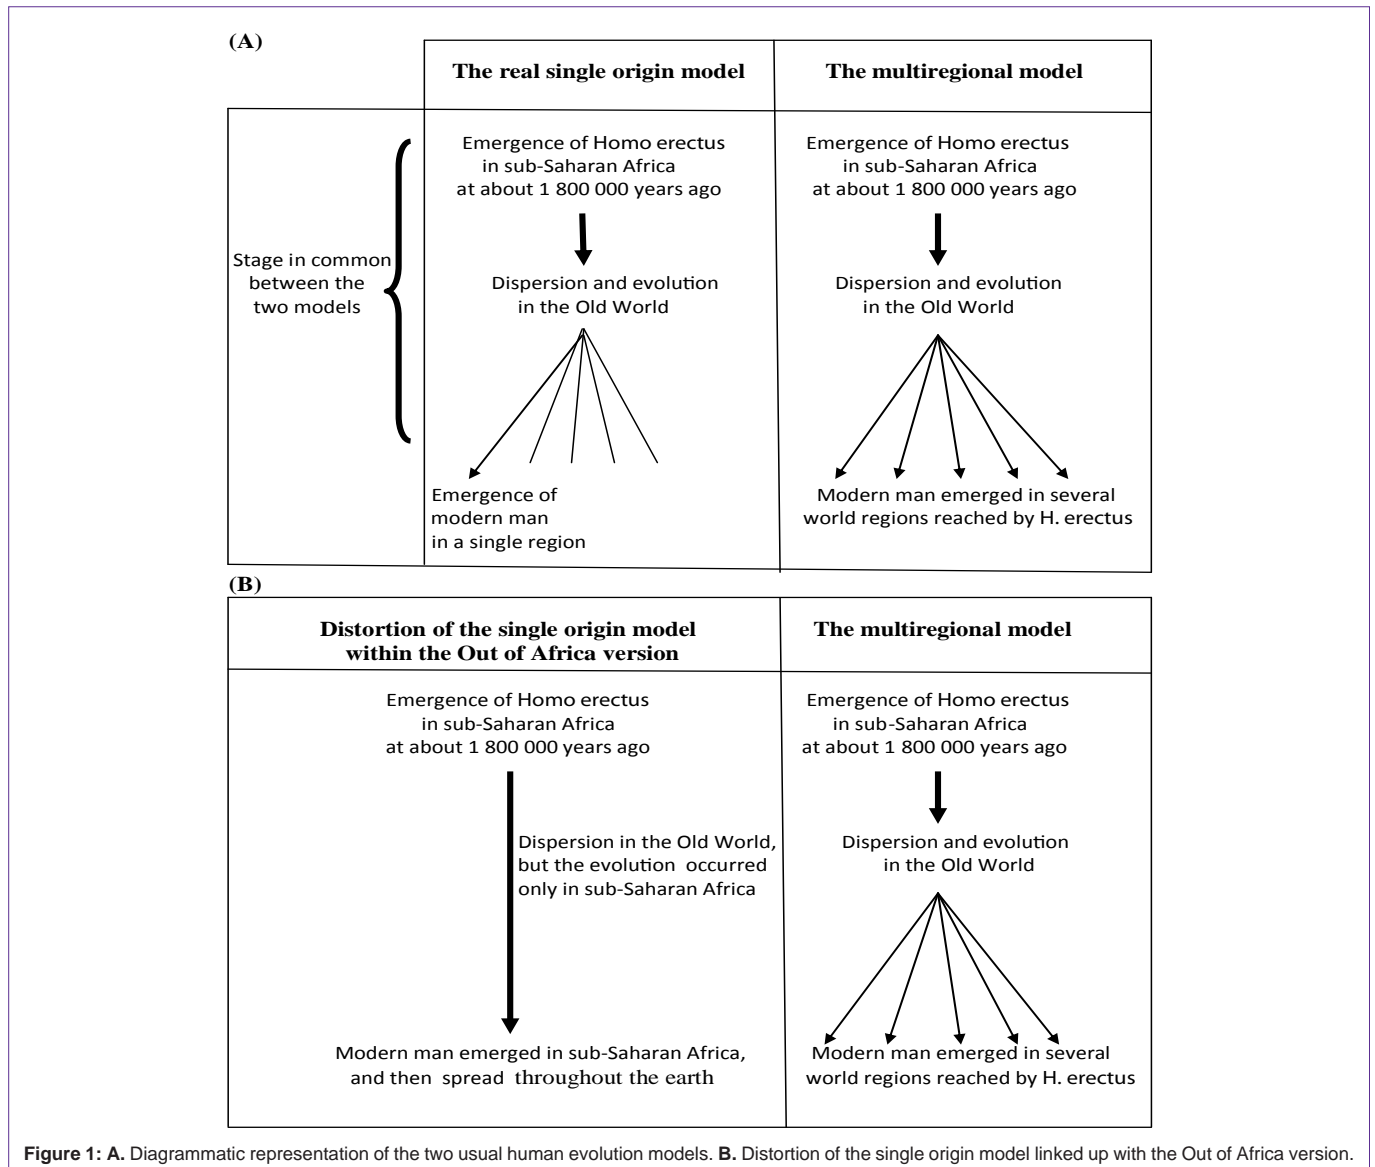 (A)
The real single origin model
The multiregional model
Stage in common
between the
two models
Emergence of Homo erectus
in sub-Saharan Africa
at about 1 800 000 years ago
Dispersion and evolution
in the Old World
Emergence of
modern man
in a single region
Emergence of Homo erectus
in sub-Saharan Africa
at about 1 800 000 years ago
Dispersion and evolution
in the Old World
Modern man emerged in several
world regions reached by H. erectus
(B)
Distortion of the single origin model
within the Out of Africa version
The multiregional model
Emergence of Homo erectus
in sub-Saharan Africa
at about 1 800 000 years ago
Dispersion in the Old World,
but the evolution occurred
only in sub-Saharan Africa
Modern man emerged in sub-Saharan Africa,
and then spread throughout the earth
Emergence of Homo erectus
in sub-Saharan Africa
at about 1 800 000 years ago
Dispersion and evolution
in the Old World
Modern man emerged in several
world regions reached by H. erectus
Figure 1: A. Diagrammatic representation of the two usual human evolution models. B. Distortion of the single origin model linked up with the Out of Africa version.